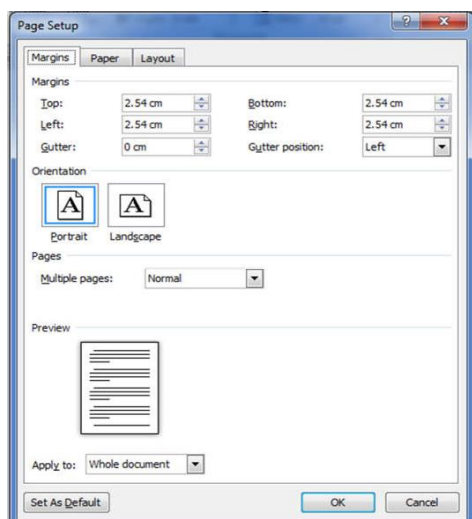 Page Setup
Margins Paper Layout
Margins
Top: 2.54 cm Bottom: 2.54 cm
Left: 2.54 cm Right: 2.54 cm
Gutter: 0 cm Gutter position: Left
Orientation
A A
Portrait Landscape
Pages
Multiple pages: Normal
Preview
Apply to: Whole document
Set As Default OK Cancel